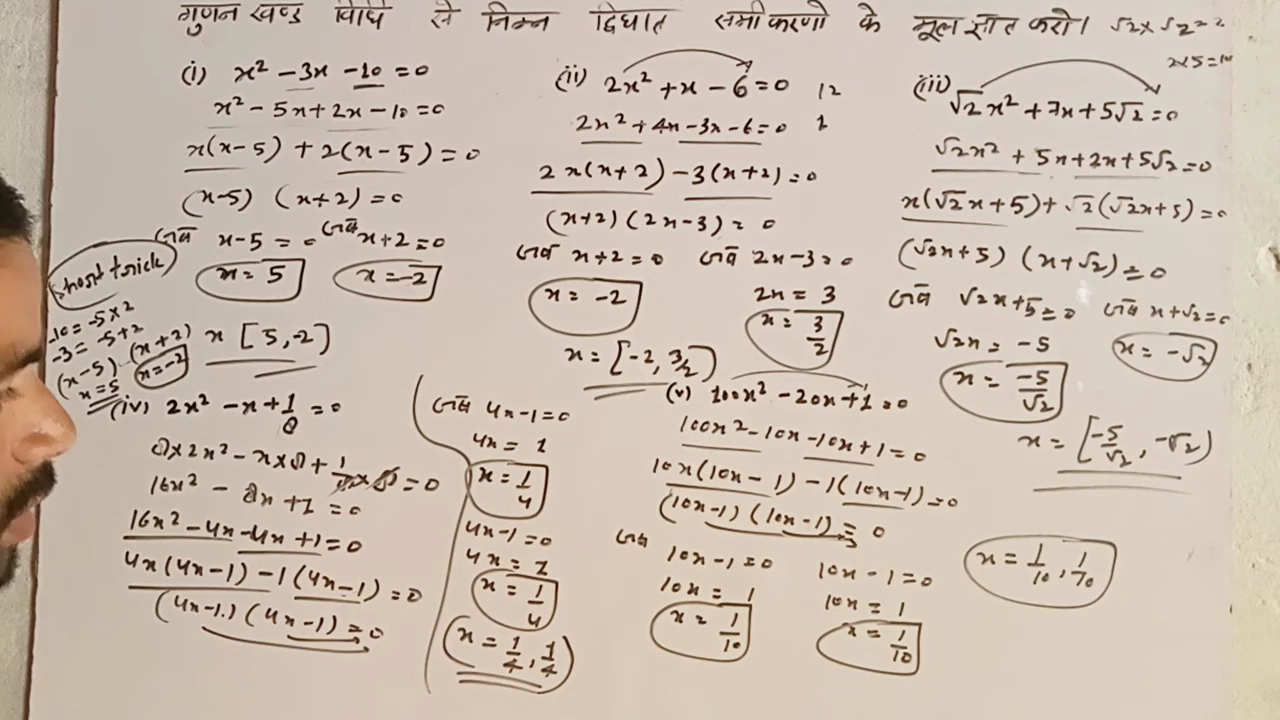 गुणन खण्ड विधि से निम्न द्विघात समीकरणों के मूल ज्ञात करो। √2 × √2 = 2
2×5=10
(i) x² - 3x - 10 = 0
x² - 5x + 2x - 10 = 0
x(x-5) + 2(x-5) = 0
(x-5) (x+2) = 0
जब x-5 = 0 जब x+2 = 0
x = 5 x = -2
x [5, -2]
short trick
-10 = -5×2
-3 = -5+2
(x-5) (x+2)
x=5 x=-2
(ii) 2x² + x - 6 = 0 12
2x² + 4x - 3x - 6 = 0 1
2x(x+2) - 3(x+2) = 0
(x+2) (2x-3) = 0
जब x+2 = 0 जब 2x-3 = 0
x = -2 2x = 3
x = 3/2
x = [-2, 3/2)
(iii) √2x² + 7x + 5√2 = 0
√2x² + 5x + 2x + 5√2 = 0
x(√2x+5) + √2(√2x+5) = 0
(√2x+5) (x+√2) = 0
जब √2x+5 = 0 जब x+√2 = 0
√2x = -5 x = -√2
x = -5/√2
x = [-5/√2, -√2)
(iv) 2x² - x + 1/8 = 0
8×2x² - x×8 + 1/8×8 = 0
16x² - 8x + 1 = 0
16x² - 4x - 4x + 1 = 0
4x(4x-1) - 1(4x-1) = 0
(4x-1) (4x-1) = 0
जब 4x-1 = 0
4x = 1
x = 1/4
4x-1 = 0
4x = 1
x = 1/4
x = 1/4, 1/4
(v) 100x² - 20x + 1 = 0
100x² - 10x - 10x + 1 = 0
10x(10x-1) - 1(10x-1) = 0
(10x-1) (10x-1) = 0
जब 10x-1 = 0 10x-1 = 0
10x = 1 10x = 1
x = 1/10 x = 1/10
x = 1/10, 1/10